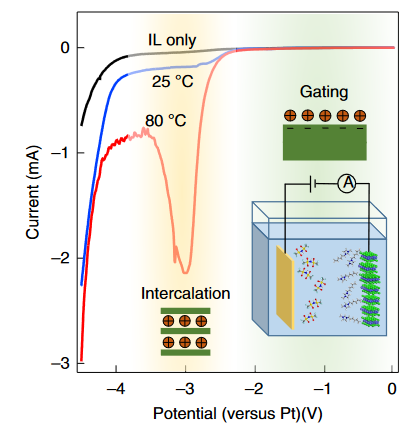 0
IL only
25 °C
Gating
80 °C
−1
A
Current (mA)
−2
Intercalation
−3
−4 −3 −2 −1 0
Potential (versus Pt)(V)